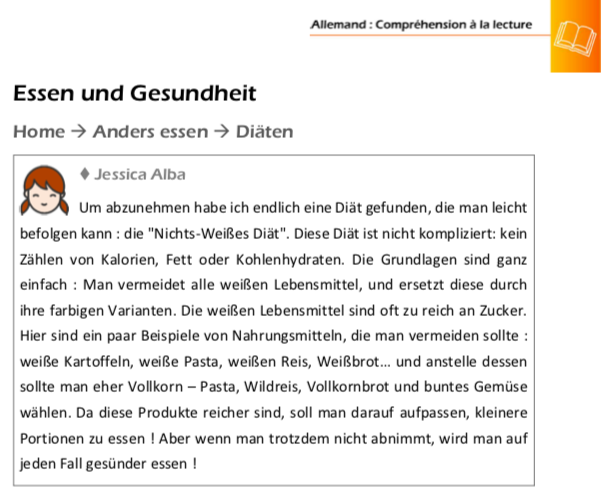 Allemand : Compréhension à la lecture
Essen und Gesundheit
Home → Anders essen → Diäten
♦ Jessica Alba
Um abzunehmen habe ich endlich eine Diät gefunden, die man leicht
befolgen kann : die "Nichts-Weißes Diät". Diese Diät ist nicht kompliziert: kein
Zählen von Kalorien, Fett oder Kohlenhydraten. Die Grundlagen sind ganz
einfach : Man vermeidet alle weißen Lebensmittel, und ersetzt diese durch
ihre farbigen Varianten. Die weißen Lebensmittel sind oft zu reich an Zucker.
Hier sind ein paar Beispiele von Nahrungsmitteln, die man vermeiden sollte :
weiße Kartoffeln, weiße Pasta, weißen Reis, Weißbrot... und anstelle dessen
sollte man eher Vollkorn – Pasta, Wildreis, Vollkornbrot und buntes Gemüse
wählen. Da diese Produkte reicher sind, soll man darauf aufpassen, kleinere
Portionen zu essen ! Aber wenn man trotzdem nicht abnimmt, wird man auf
jeden Fall gesünder essen !